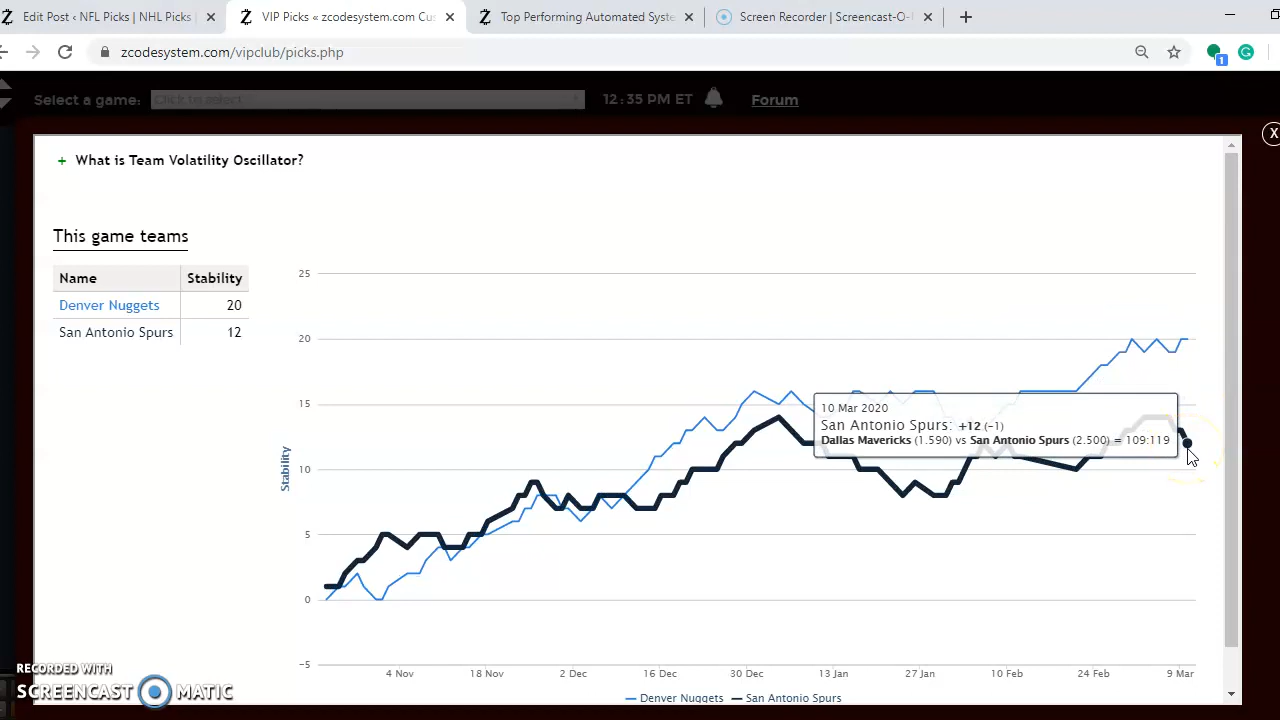 Edit Post ‹ NFL Picks | NHL Picks
VIP Picks « zcodesystem.com Cus
Top Performing Automated Syste
Screen Recorder | Screencast-O-M
zcodesystem.com/vipclub/picks.php
1
Select a game:
Click to select
12:35 PM ET
Forum
X
+ What is Team Volatility Oscillator?
This game teams
Name Stability
Denver Nuggets 20
San Antonio Spurs 12
25
20
15
10
5
0
-5
Stability
10 Mar 2020
San Antonio Spurs: +12 (-1)
Dallas Mavericks (1.590) vs San Antonio Spurs (2.500) = 109:119
4 Nov 18 Nov 2 Dec 16 Dec 30 Dec 13 Jan 27 Jan 10 Feb 24 Feb 9 Mar
Denver Nuggets San Antonio Spurs
RECORDED WITH
SCREENCAST MATIC